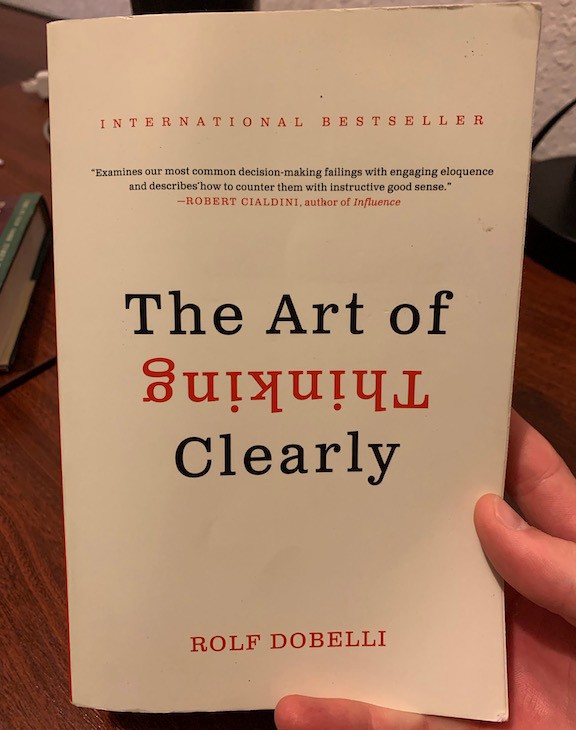 INTERNATIONAL BESTSELLER
“Examines our most common decision-making failings with engaging eloquence
and describes how to counter them with instructive good sense.”
—ROBERT CIALDINI, author of Influence
The Art of
Thinking
Clearly
ROLF DOBELLI